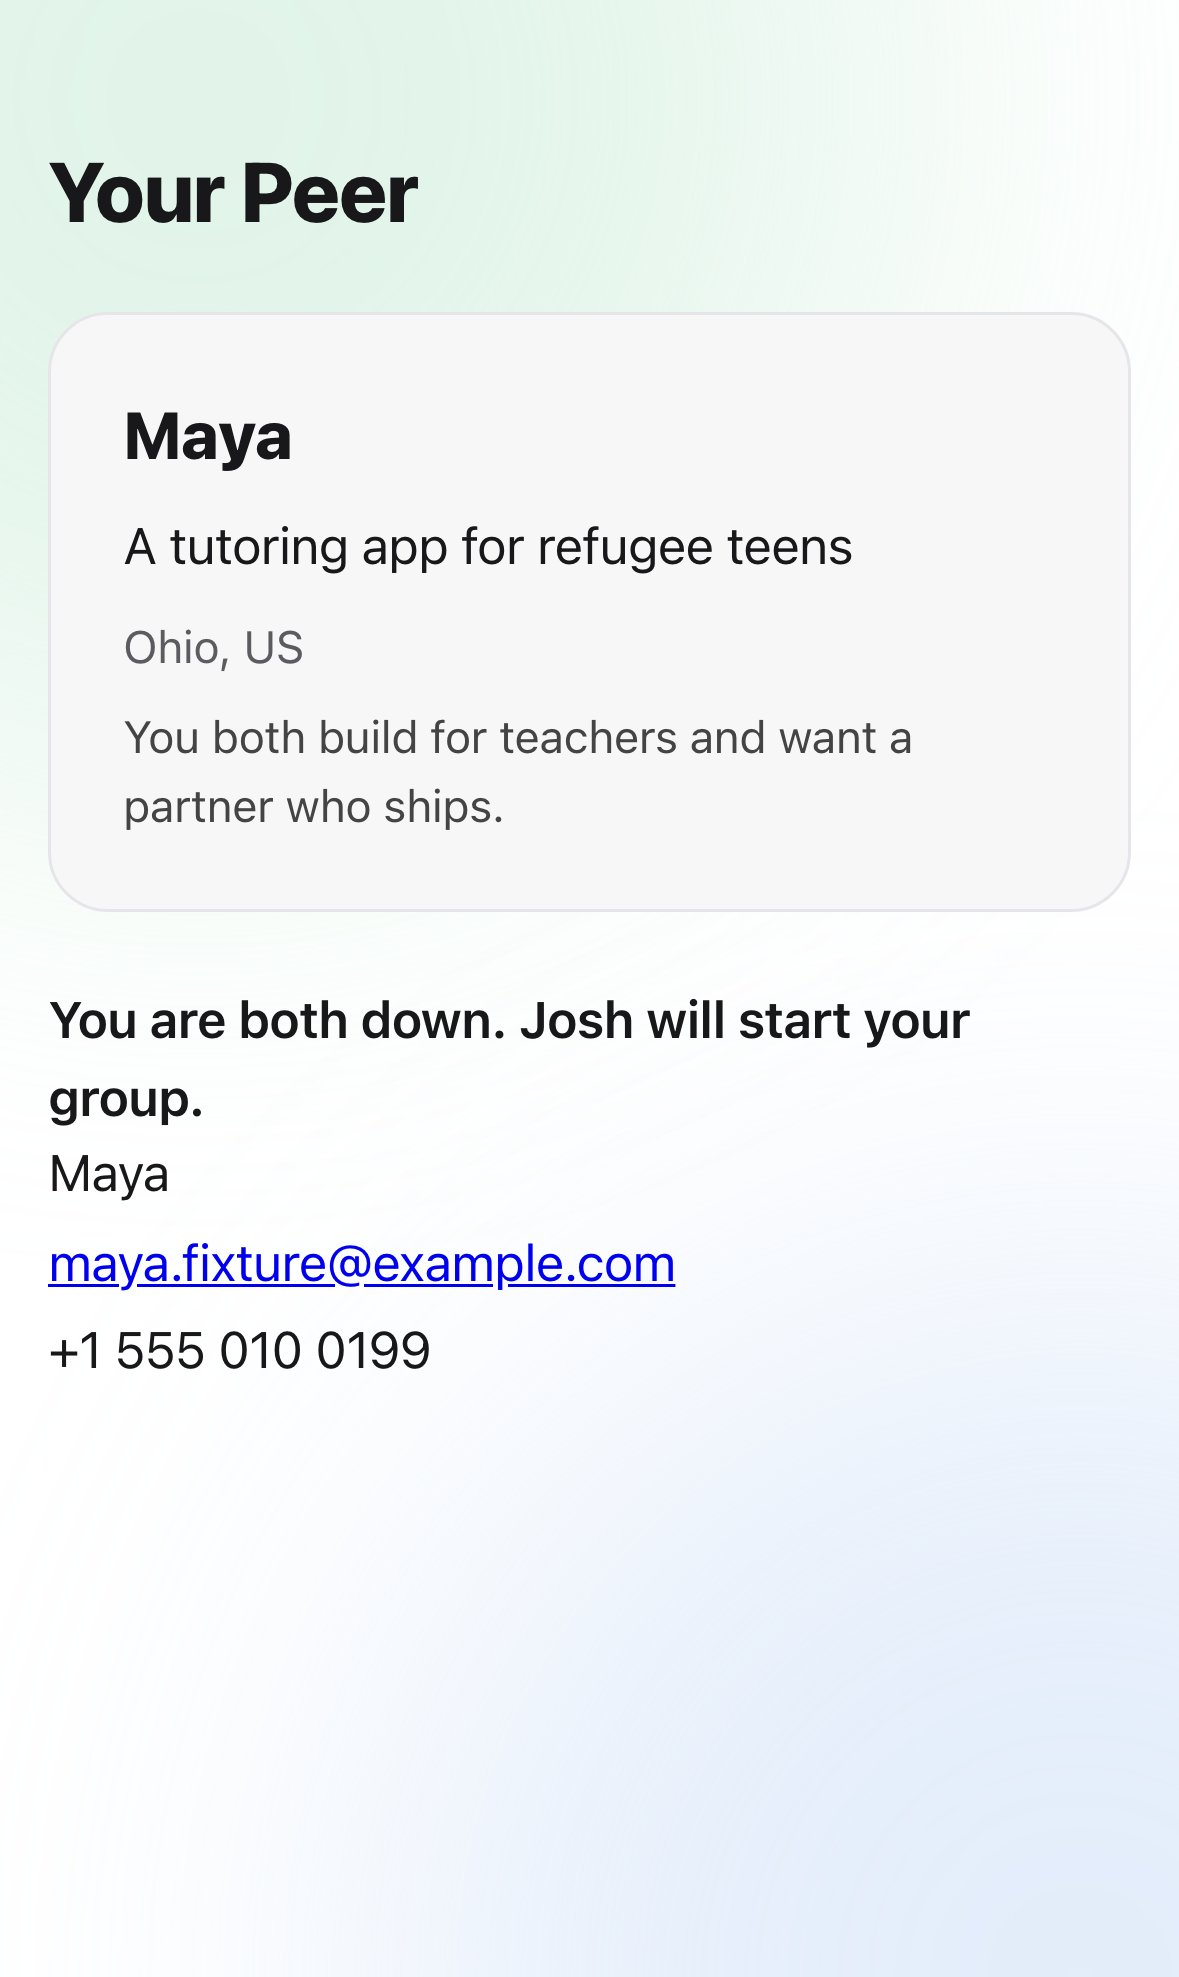 Your Peer
Maya
A tutoring app for refugee teens
Ohio, US
You both build for teachers and want a
partner who ships.
You are both down. Josh will start your
group.
Maya
maya.fixture@example.com
+1 555 010 0199